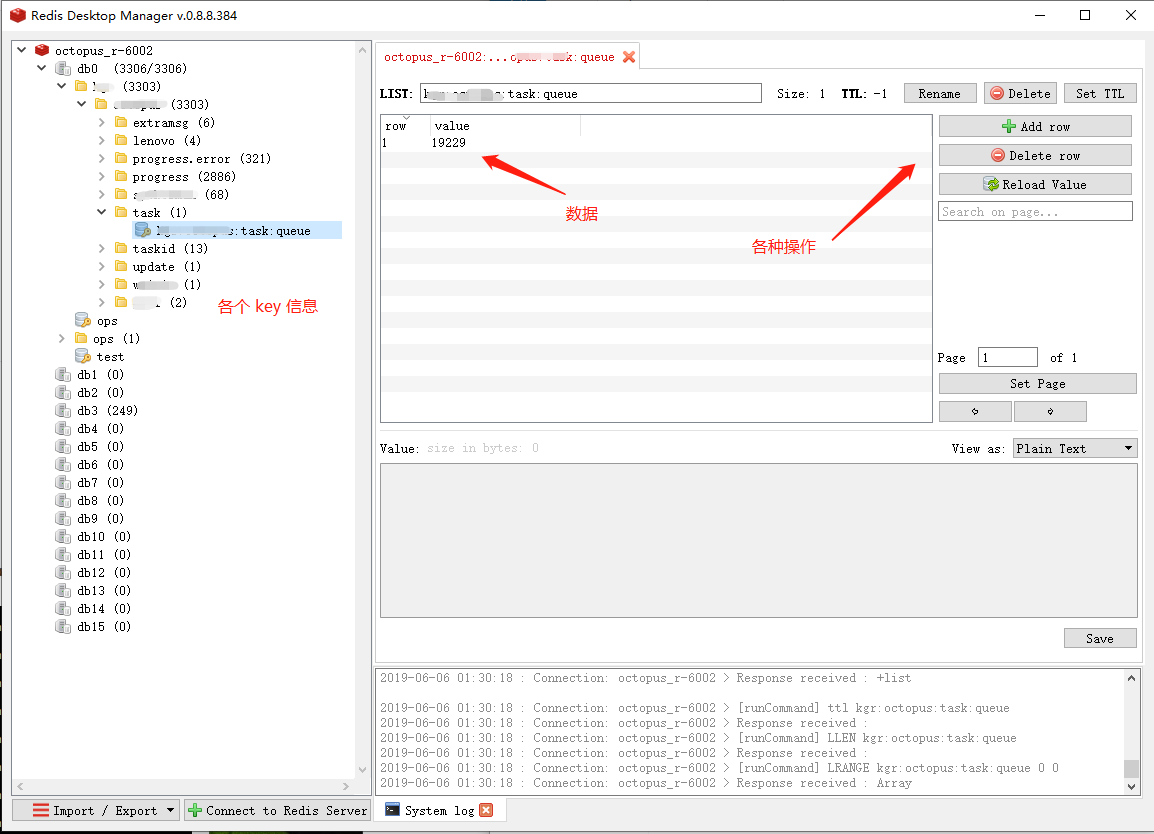 Redis Desktop Manager v.0.8.8.384
octopus_r-6002
db0 (3306/3306)
(3303)
(3303)
extramsg (6)
lenovo (4)
progress.error (321)
progress (2886)
(68)
task (1)
:task:queue
taskid (13)
update (1)
(1)
(2)
各个 key 信息
ops
ops (1)
test
db1 (0)
db2 (0)
db3 (249)
db4 (0)
db5 (0)
db6 (0)
db7 (0)
db8 (0)
db9 (0)
db10 (0)
db11 (0)
db12 (0)
db13 (0)
db14 (0)
db15 (0)
Import / Export
Connect to Redis Server
octopus_r-6002:... :queue
LIST: :task:queue Size: 1 TTL: -1 Rename Delete Set TTL
row value
1 19229
数据
各种操作
Add row
Delete row
Reload Value
Search on page...
Page 1 of 1
Set Page
Value: size in bytes: 0 View as: Plain Text
Save
2019-06-06 01:30:18 : Connection: octopus_r-6002 > Response received : +list
2019-06-06 01:30:18 : Connection: octopus_r-6002 > [runCommand] ttl kgr:octopus:task:queue
2019-06-06 01:30:18 : Connection: octopus_r-6002 > Response received :
2019-06-06 01:30:18 : Connection: octopus_r-6002 > [runCommand] LLEN kgr:octopus:task:queue
2019-06-06 01:30:18 : Connection: octopus_r-6002 > Response received :
2019-06-06 01:30:18 : Connection: octopus_r-6002 > [runCommand] LRANGE kgr:octopus:task:queue 0 0
2019-06-06 01:30:18 : Connection: octopus_r-6002 > Response received : Array
System log